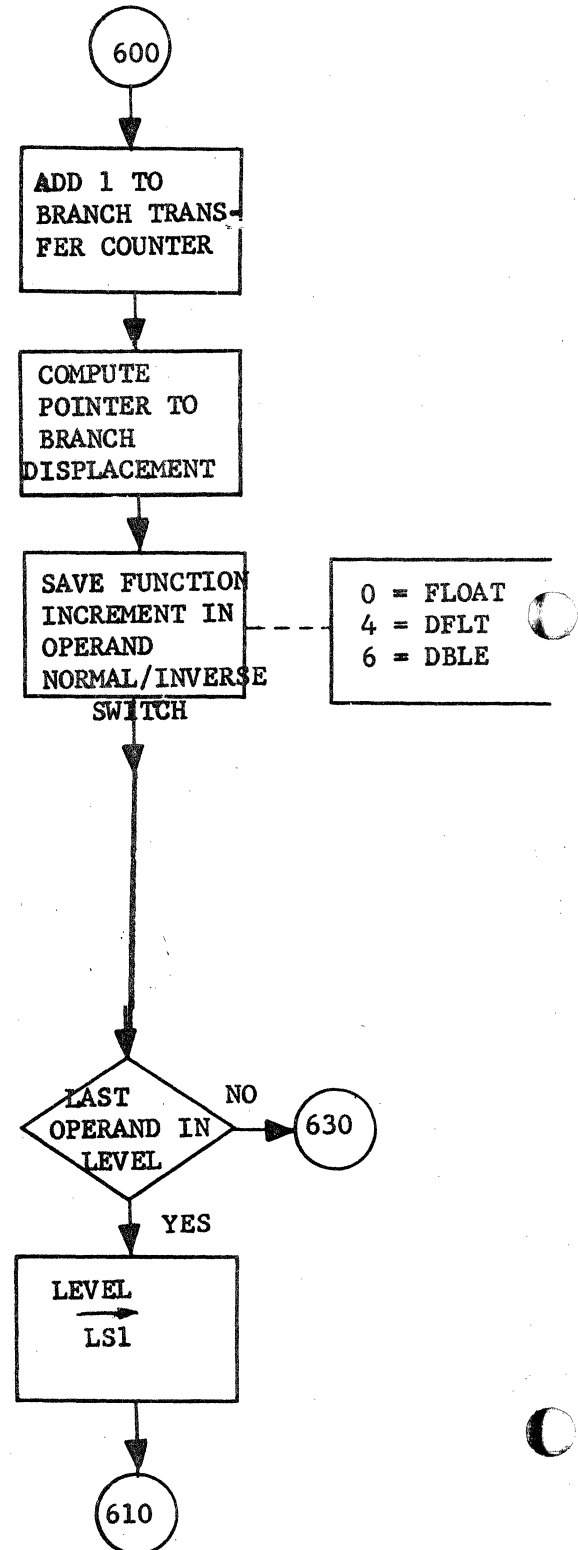 600
ADD 1 TO
BRANCH TRANS-
FER COUNTER
COMPUTE
POINTER TO
BRANCH
DISPLACEMENT
SAVE FUNCTION
INCREMENT IN
OPERAND
NORMAL/INVERSE
SWITCH
0 = FLOAT
4 = DFLT
6 = DBLE
LAST
OPERAND IN
LEVEL
NO
630
YES
LEVEL
LS1
610